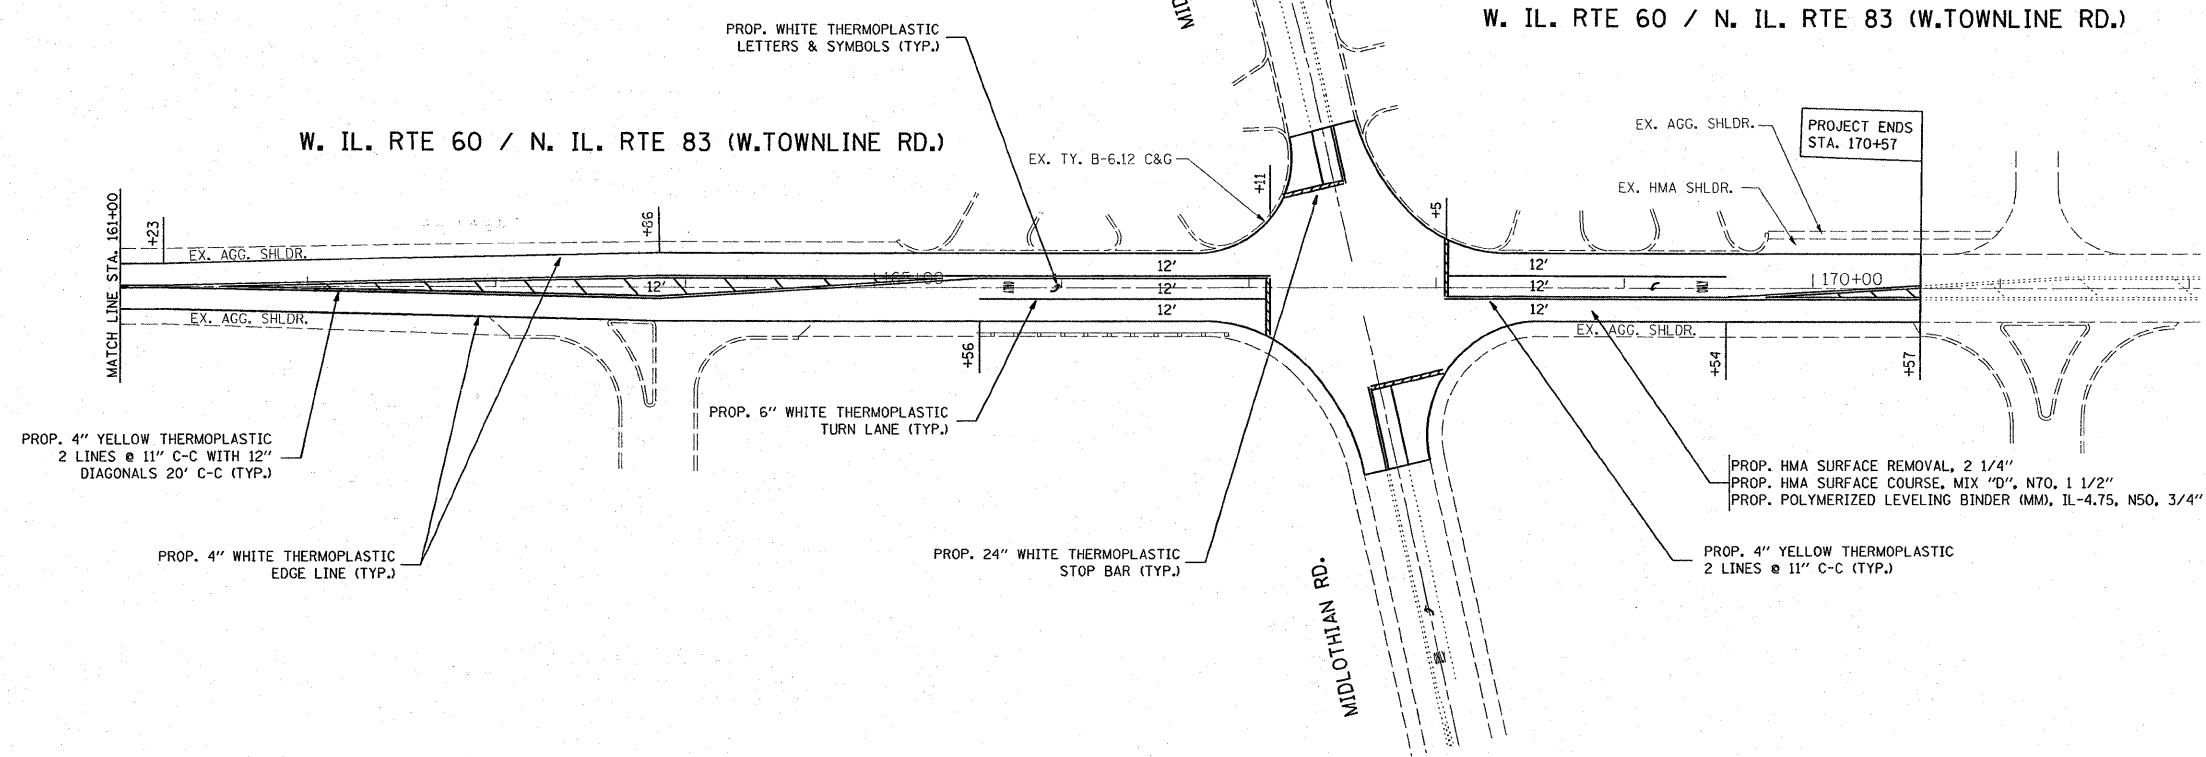 W. IL. RTE 60 / N. IL. RTE 83 (W.TOWNLINE RD.)
PROP. WHITE THERMOPLASTIC
LETTERS & SYMBOLS (TYP.)
MID
W. IL. RTE 60 / N. IL. RTE 83 (W.TOWNLINE RD.)
EX. AGG. SHLDR.
PROJECT ENDS
STA. 170+57
EX. TY. B-6.12 C&G
EX. HMA SHLDR.
MATCH LINE STA. 161+00
+23
+86
+11
+5
EX. AGG. SHLDR.
12'
12'
12'
12'
165+00
12'
12'
12'
170+00
EX. AGG. SHLDR.
EX. AGG. SHLDR.
+56
+54
+57
PROP. 6" WHITE THERMOPLASTIC
TURN LANE (TYP.)
PROP. 4" YELLOW THERMOPLASTIC
2 LINES @ 11" C-C WITH 12"
DIAGONALS 20' C-C (TYP.)
PROP. HMA SURFACE REMOVAL, 2 1/4"
PROP. HMA SURFACE COURSE, MIX "D", N70, 1 1/2"
PROP. POLYMERIZED LEVELING BINDER (MM), IL-4.75, N50, 3/4"
PROP. 4" WHITE THERMOPLASTIC
EDGE LINE (TYP.)
PROP. 24" WHITE THERMOPLASTIC
STOP BAR (TYP.)
PROP. 4" YELLOW THERMOPLASTIC
2 LINES @ 11" C-C (TYP.)
MIDLOTHIAN RD.